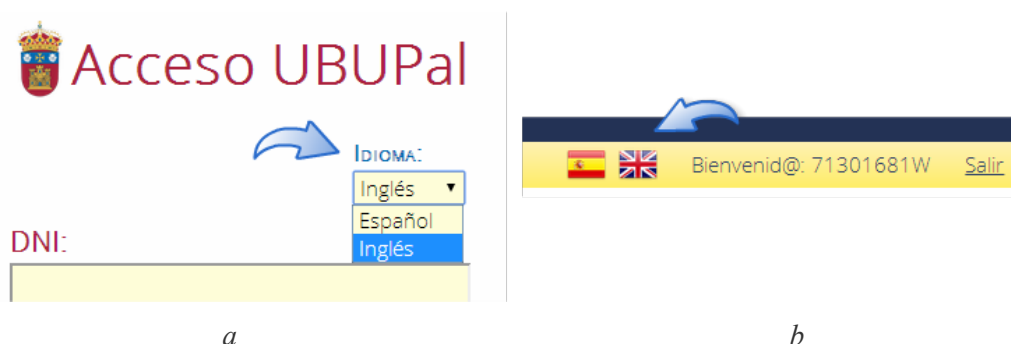 Acceso UBUPal
IDIOMA:
Inglés
Español
Inglés
DNI:
Bienvenid@: 71301681W Salir
a
b